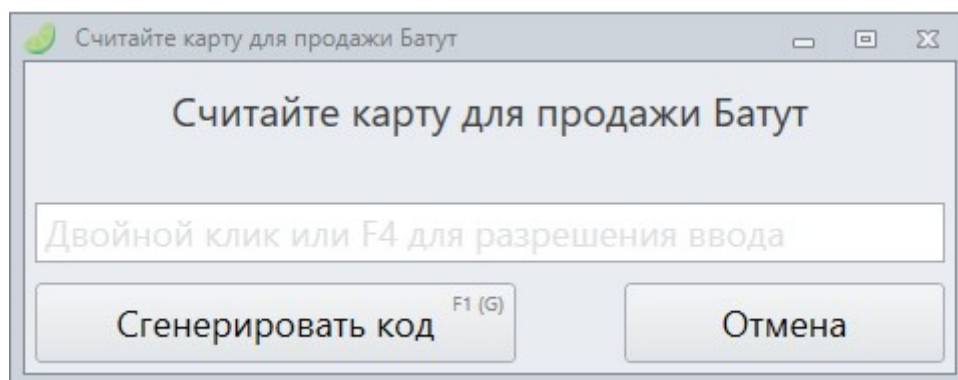 Считайте карту для продажи Батут
Считайте карту для продажи Батут
Двойной клик или F4 для разрешения ввода
Сгенерировать код F1 (G)
Отмена